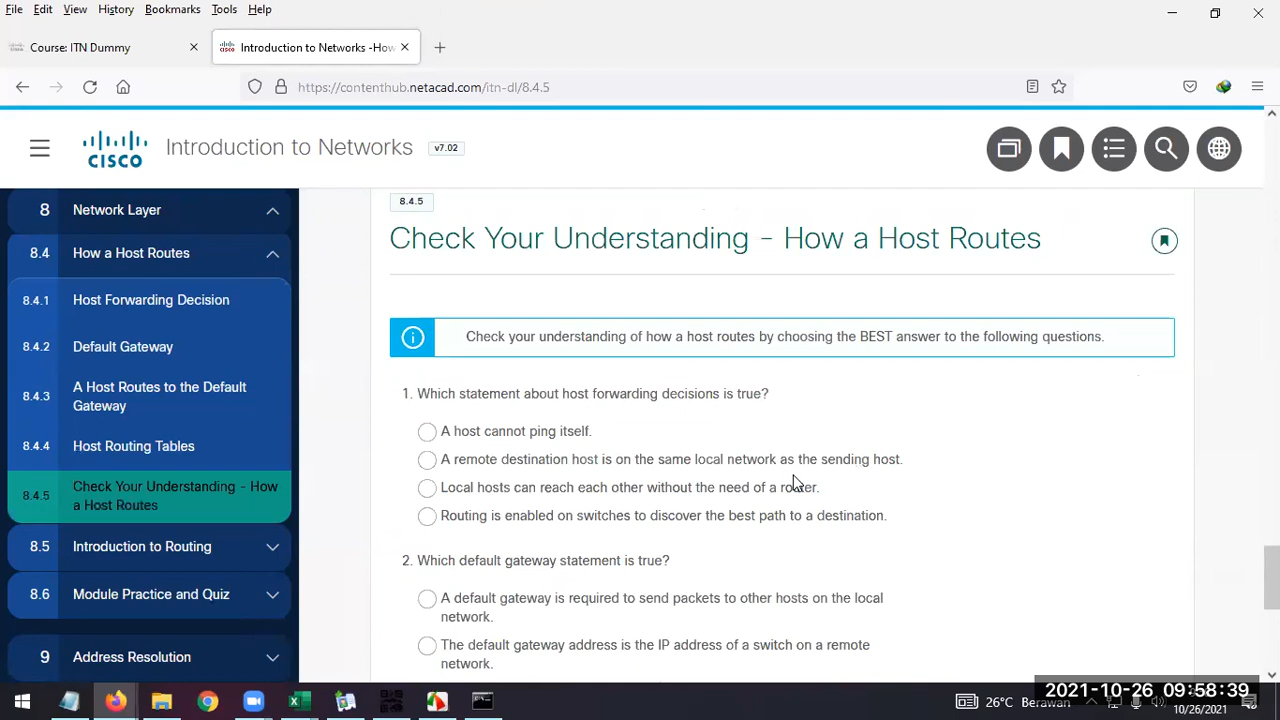 File Edit View History Bookmarks Tools Help
Course: ITN Dummy
Introduction to Networks -How
https://contenthub.netacad.com/itn-dl/8.4.5
CISCO
Introduction to Networks
v7.02
8 Network Layer
8.4 How a Host Routes
8.4.1 Host Forwarding Decision
8.4.2 Default Gateway
8.4.3 A Host Routes to the Default
Gateway
8.4.4 Host Routing Tables
8.4.5 Check Your Understanding - How
a Host Routes
8.5 Introduction to Routing
8.6 Module Practice and Quiz
9 Address Resolution
8.4.5
Check Your Understanding - How a Host Routes
Check your understanding of how a host routes by choosing the BEST answer to the following questions.
1. Which statement about host forwarding decisions is true?
A host cannot ping itself.
A remote destination host is on the same local network as the sending host.
Local hosts can reach each other without the need of a router.
Routing is enabled on switches to discover the best path to a destination.
2. Which default gateway statement is true?
A default gateway is required to send packets to other hosts on the local
network.
The default gateway address is the IP address of a switch on a remote
network.
26°C Berawan
2021-10-26 09:58:39
10/26/2021